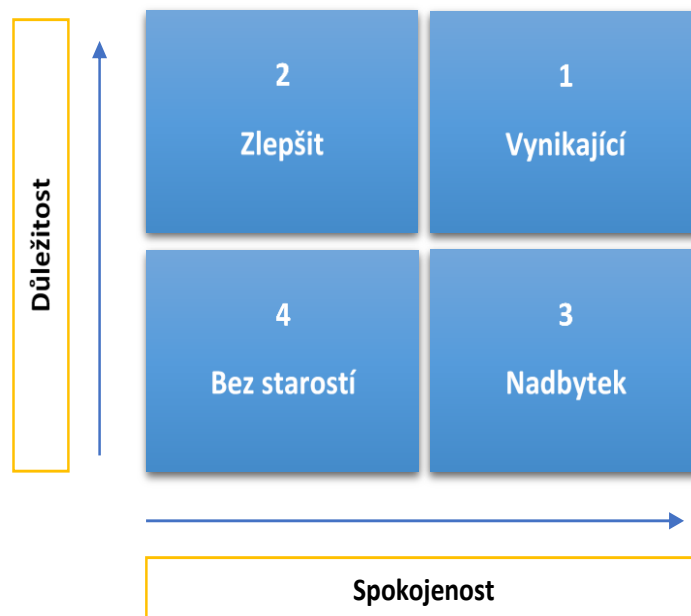 Důležitost
2
Zlepšit
1
Vynikající
4
Bez starostí
3
Nadbytek
Spokojenost